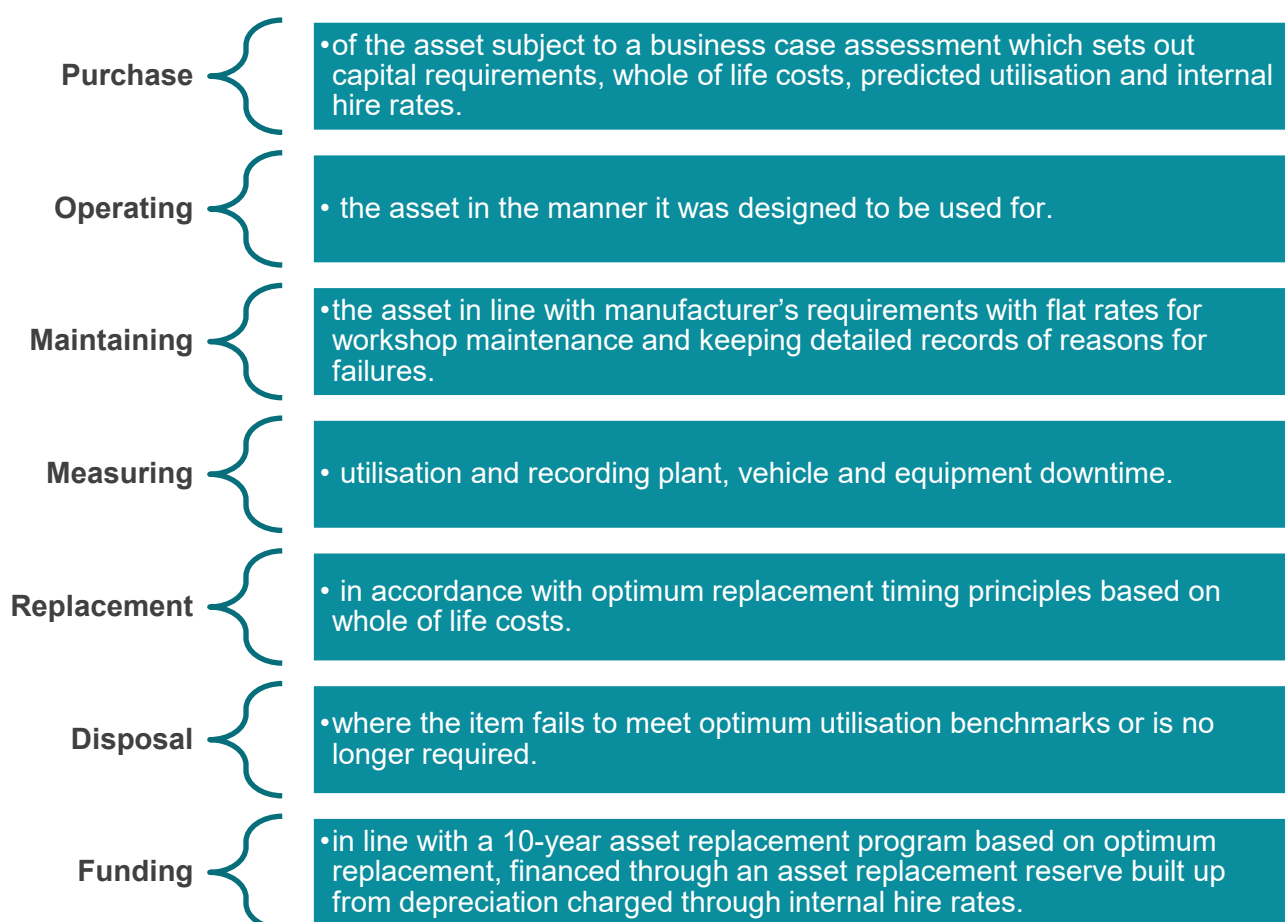 Purchase
•of the asset subject to a business case assessment which sets out
capital requirements, whole of life costs, predicted utilisation and internal
hire rates.
Operating
• the asset in the manner it was designed to be used for.
Maintaining
•the asset in line with manufacturer’s requirements with flat rates for
workshop maintenance and keeping detailed records of reasons for
failures.
Measuring
• utilisation and recording plant, vehicle and equipment downtime.
Replacement
• in accordance with optimum replacement timing principles based on
whole of life costs.
Disposal
•where the item fails to meet optimum utilisation benchmarks or is no
longer required.
Funding
•in line with a 10-year asset replacement program based on optimum
replacement, financed through an asset replacement reserve built up
from depreciation charged through internal hire rates.